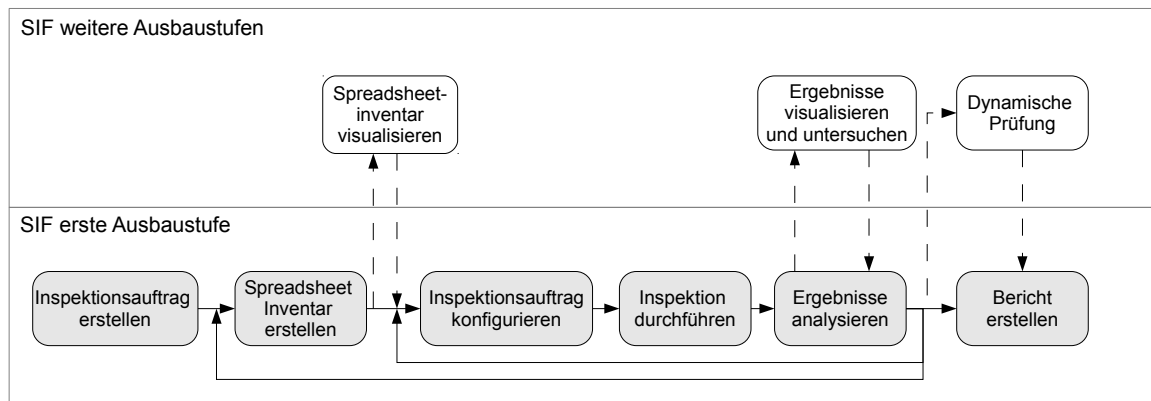 SIF weitere Ausbaustufen
Spreadsheet-
inventar
visualisieren
Ergebnisse
visualisieren
und untersuchen
Dynamische
Prüfung
SIF erste Ausbaustufe
Inspektionsauftrag
erstellen
Spreadsheet
Inventar
erstellen
Inspektionsauftrag
konfigurieren
Inspektion
durchführen
Ergebnisse
analysieren
Bericht
erstellen